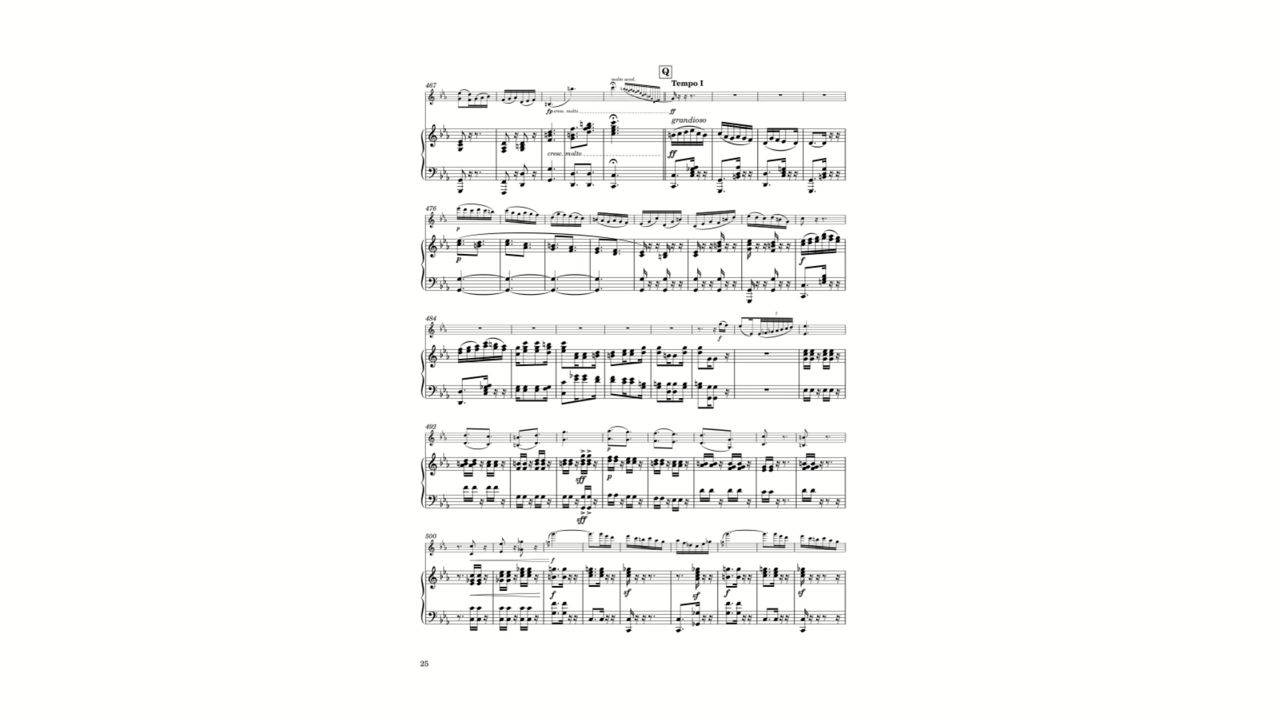 Q
molto accel.
467 Tempo I
fp cresc. molto ff
grandioso
cresc. molto ff
476
p
p f
484
f
7
492
p
sff p
sff
500
f
f sf sf f sf
25